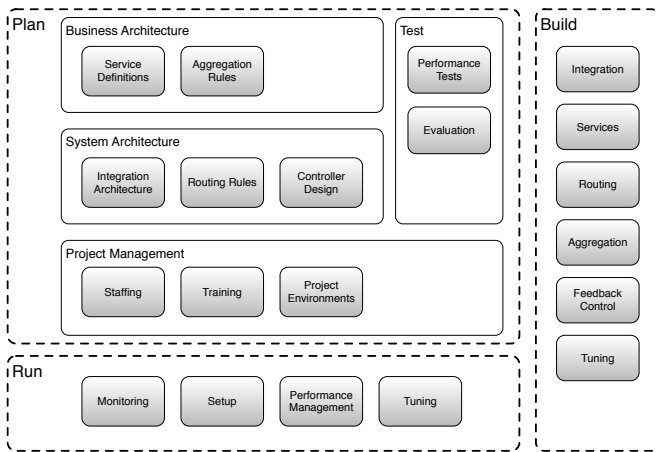 Plan
Business Architecture
Service
Definitions
Aggregation
Rules
System Architecture
Integration
Architecture
Routing Rules
Controller
Design
Test
Performance
Tests
Evaluation
Project Management
Staffing
Training
Project
Environments
Run
Monitoring
Setup
Performance
Management
Tuning
Build
Integration
Services
Routing
Aggregation
Feedback
Control
Tuning